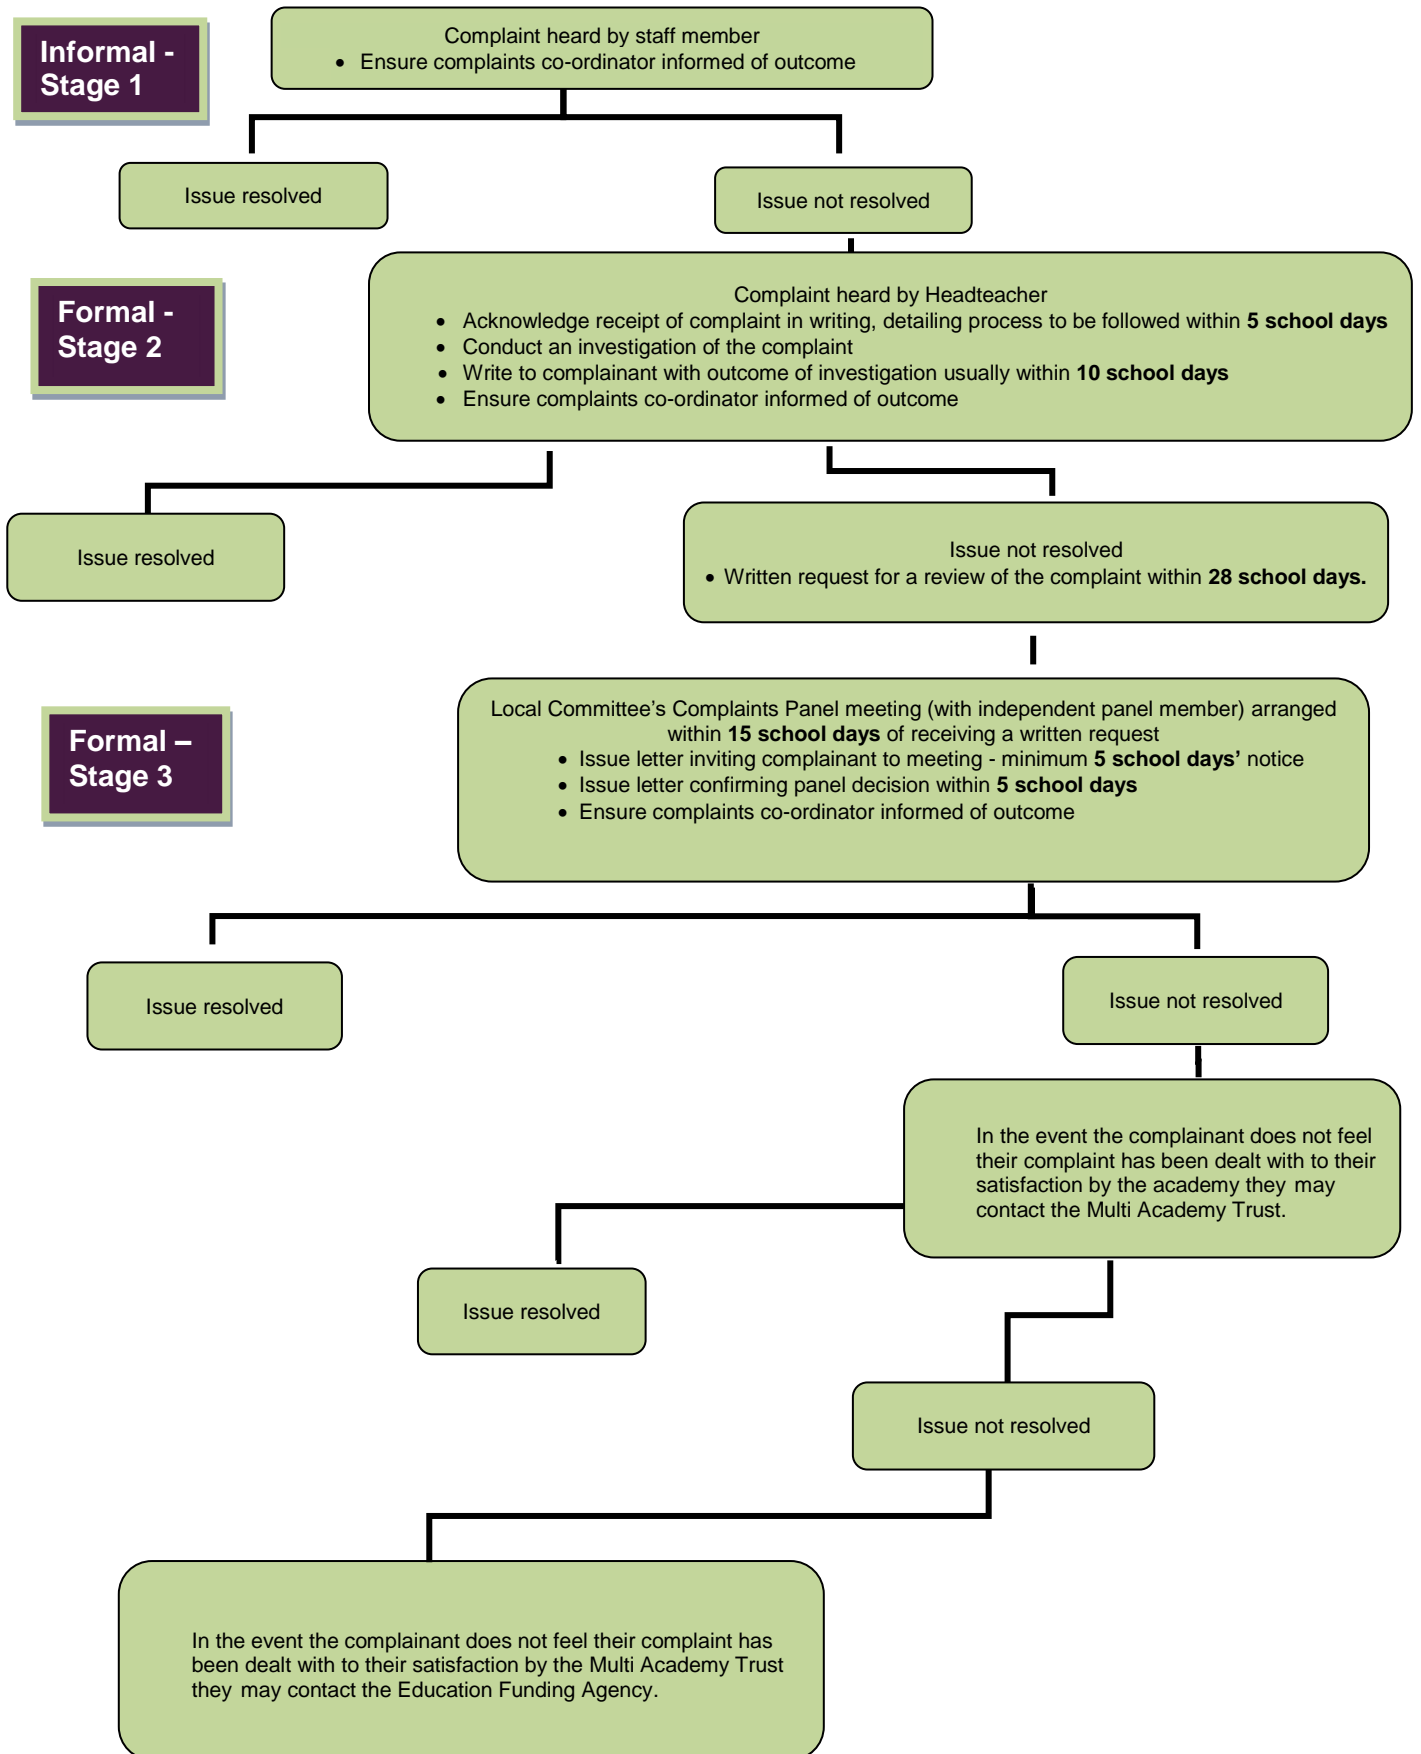 Informal -
Stage 1
Complaint heard by staff member
• Ensure complaints co-ordinator informed of outcome
Issue resolved
Issue not resolved
Formal -
Stage 2
Complaint heard by Headteacher
• Acknowledge receipt of complaint in writing, detailing process to be followed within 5 school days
• Conduct an investigation of the complaint
• Write to complainant with outcome of investigation usually within 10 school days
• Ensure complaints co-ordinator informed of outcome
Issue resolved
Issue not resolved
• Written request for a review of the complaint within 28 school days.
Formal –
Stage 3
Local Committee’s Complaints Panel meeting (with independent panel member) arranged
within 15 school days of receiving a written request
• Issue letter inviting complainant to meeting - minimum 5 school days’ notice
• Issue letter confirming panel decision within 5 school days
• Ensure complaints co-ordinator informed of outcome
Issue resolved
Issue not resolved
In the event the complainant does not feel
their complaint has been dealt with to their
satisfaction by the academy they may
contact the Multi Academy Trust.
Issue resolved
Issue not resolved
In the event the complainant does not feel their complaint has
been dealt with to their satisfaction by the Multi Academy Trust
they may contact the Education Funding Agency.